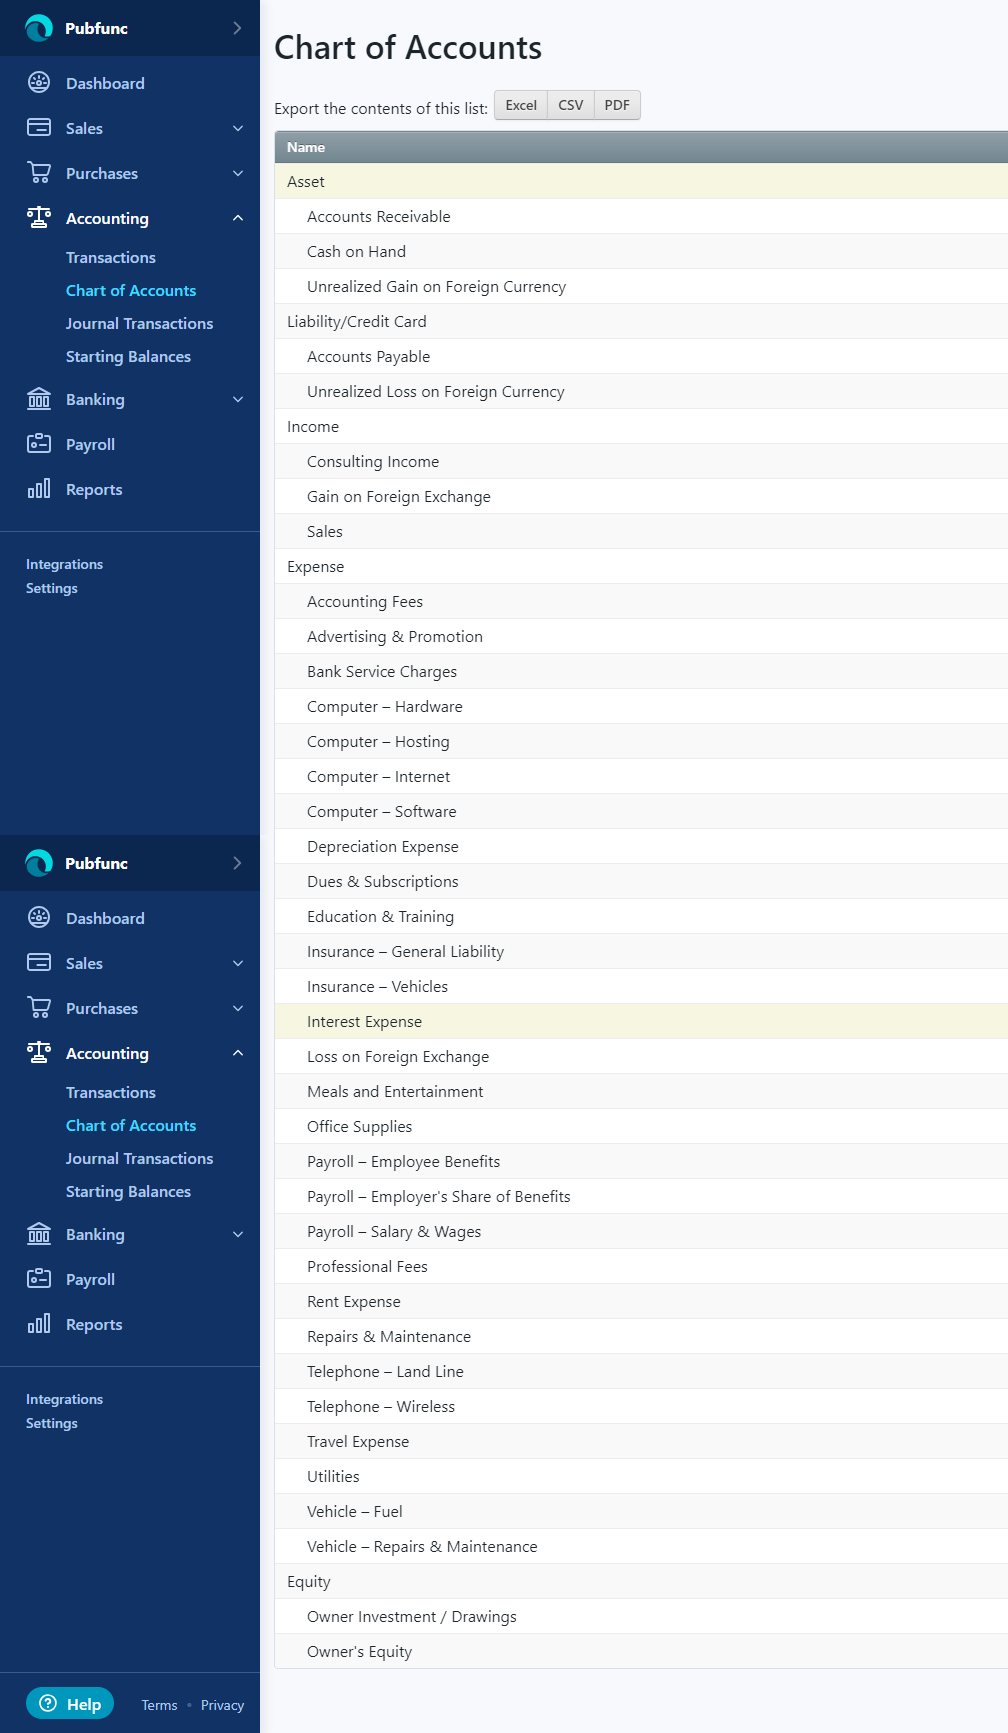 Pubfunc
Dashboard
Sales
Purchases
Accounting
Transactions
Chart of Accounts
Journal Transactions
Starting Balances
Banking
Payroll
Reports
Integrations
Settings
Pubfunc
Dashboard
Sales
Purchases
Accounting
Transactions
Chart of Accounts
Journal Transactions
Starting Balances
Banking
Payroll
Reports
Integrations
Settings
Help
Terms • Privacy
Chart of Accounts
Export the contents of this list: Excel CSV PDF
Name
Asset
Accounts Receivable
Cash on Hand
Unrealized Gain on Foreign Currency
Liability/Credit Card
Accounts Payable
Unrealized Loss on Foreign Currency
Income
Consulting Income
Gain on Foreign Exchange
Sales
Expense
Accounting Fees
Advertising & Promotion
Bank Service Charges
Computer – Hardware
Computer – Hosting
Computer – Internet
Computer – Software
Depreciation Expense
Dues & Subscriptions
Education & Training
Insurance – General Liability
Insurance – Vehicles
Interest Expense
Loss on Foreign Exchange
Meals and Entertainment
Office Supplies
Payroll – Employee Benefits
Payroll – Employer's Share of Benefits
Payroll – Salary & Wages
Professional Fees
Rent Expense
Repairs & Maintenance
Telephone – Land Line
Telephone – Wireless
Travel Expense
Utilities
Vehicle – Fuel
Vehicle – Repairs & Maintenance
Equity
Owner Investment / Drawings
Owner's Equity